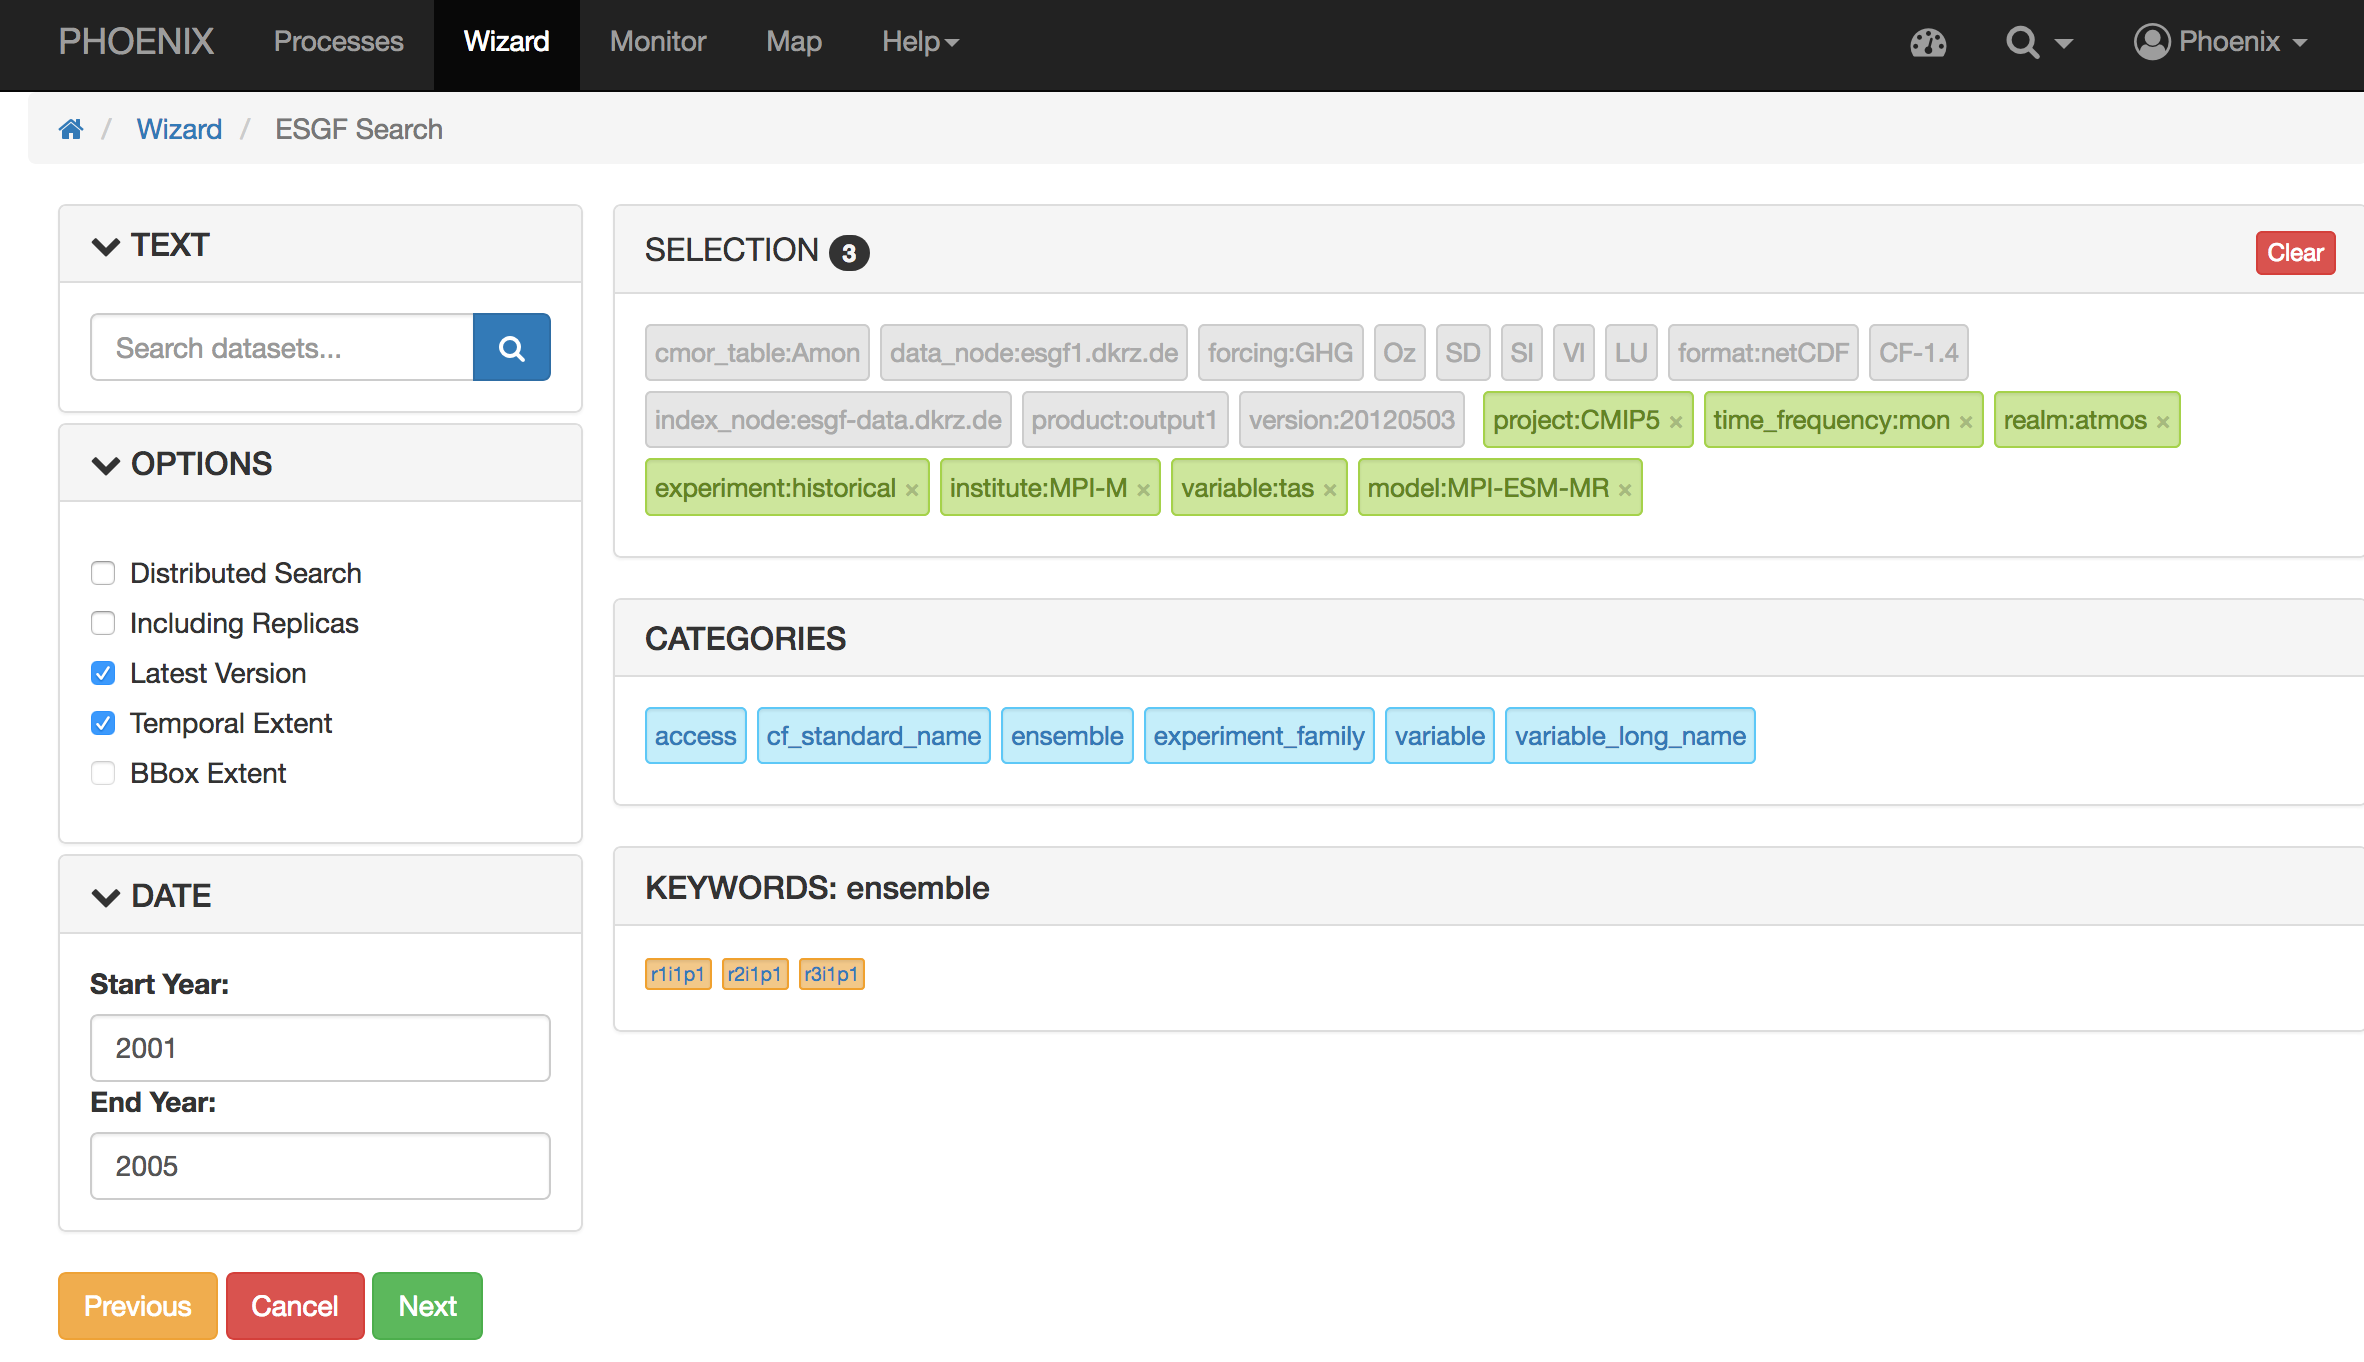 PHOENIX Processes Wizard Monitor Map Help Phoenix
/ Wizard / ESGF Search
TEXT
Search datasets...
OPTIONS
Distributed Search
Including Replicas
Latest Version
Temporal Extent
BBox Extent
DATE
Start Year:
2001
End Year:
2005
Previous Cancel Next
SELECTION 3 Clear
cmor_table:Amon data_node:esgf1.dkrz.de forcing:GHG Oz SD SI VI LU format:netCDF CF-1.4
index_node:esgf-data.dkrz.de product:output1 version:20120503 project:CMIP5 × time_frequency:mon × realm:atmos ×
experiment:historical × institute:MPI-M × variable:tas × model:MPI-ESM-MR ×
CATEGORIES
access cf_standard_name ensemble experiment_family variable variable_long_name
KEYWORDS: ensemble
r1i1p1 r2i1p1 r3i1p1